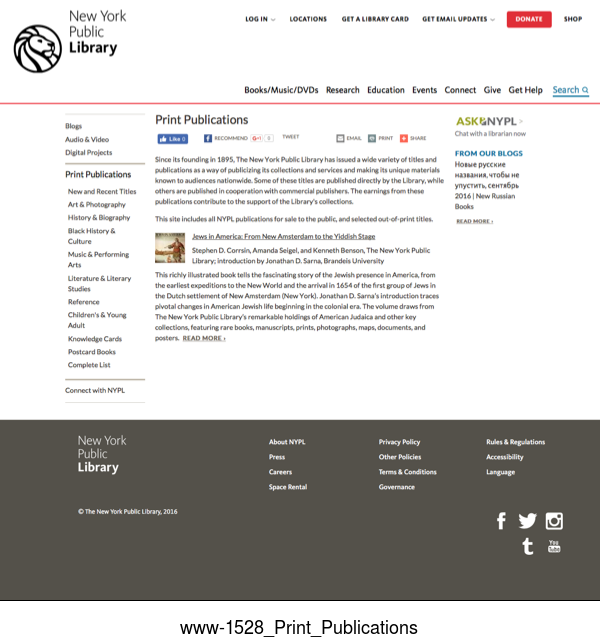 New York
Public
Library
LOG IN
LOCATIONS
GET A LIBRARY CARD
GET EMAIL UPDATES
DONATE
SHOP
Books/Music/DVDs
Research
Education
Events
Connect
Give
Get Help
Search
Blogs
Audio & Video
Digital Projects
Print Publications
New and Recent Titles
Art & Photography
History & Biography
Black History &
Culture
Music & Performing
Arts
Literature & Literary
Studies
Reference
Children's & Young
Adult
Knowledge Cards
Postcard Books
Complete List
Connect with NYPL
Print Publications
Like 0
RECOMMEND
G+1 0
TWEET
EMAIL
PRINT
SHARE
Since its founding in 1895, The New York Public Library has issued a wide variety of titles and
publications as a way of publicizing its collections and services and making its unique materials
known to audiences nationwide. Some of these titles are published directly by the Library, while
others are published in cooperation with commercial publishers. The earnings from these
publications contribute to the support of the Library's collections.
This site includes all NYPL publications for sale to the public, and selected out-of-print titles.
Jews in America: From New Amsterdam to the Yiddish Stage
Stephen D. Corrsin, Amanda Seigel, and Kenneth Benson, The New York Public
Library; introduction by Jonathan D. Sarna, Brandeis University
This richly illustrated book tells the fascinating story of the Jewish presence in America, from
the earliest expeditions to the New World and the arrival in 1654 of the first group of Jews in
the Dutch settlement of New Amsterdam (New York). Jonathan D. Sarna's introduction traces
pivotal changes in American Jewish life beginning in the colonial era. The volume draws from
The New York Public Library's remarkable holdings of American Judaica and other key
collections, featuring rare books, manuscripts, prints, photographs, maps, documents, and
posters. READ MORE ›
ASK NYPL >
Chat with a librarian now
FROM OUR BLOGS
Новые русские
названия,чтобы не
упустить, сентябрь
2016 | New Russian
Books
READ MORE ›
New York
Public
Library
© The New York Public Library, 2016
About NYPL
Press
Careers
Space Rental
Privacy Policy
Other Policies
Terms & Conditions
Governance
Rules & Regulations
Accessibility
Language
You
Tube
www-1528_Print_Publications